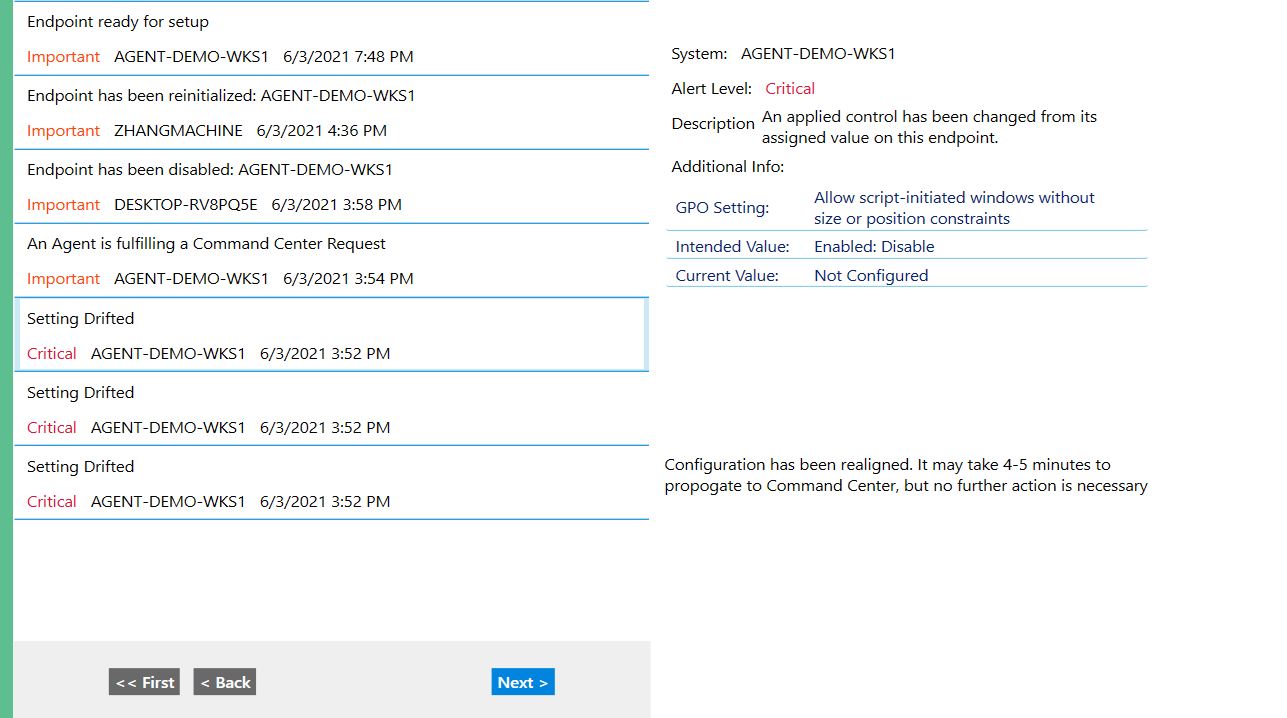 Endpoint ready for setup
Important AGENT-DEMO-WKS1 6/3/2021 7:48 PM
Endpoint has been reinitialized: AGENT-DEMO-WKS1
Important ZHANGMACHINE 6/3/2021 4:36 PM
Endpoint has been disabled: AGENT-DEMO-WKS1
Important DESKTOP-RV8PQ5E 6/3/2021 3:58 PM
An Agent is fulfilling a Command Center Request
Important AGENT-DEMO-WKS1 6/3/2021 3:54 PM
Setting Drifted
Critical AGENT-DEMO-WKS1 6/3/2021 3:52 PM
Setting Drifted
Critical AGENT-DEMO-WKS1 6/3/2021 3:52 PM
Setting Drifted
Critical AGENT-DEMO-WKS1 6/3/2021 3:52 PM
<< First < Back Next >
System: AGENT-DEMO-WKS1
Alert Level: Critical
Description An applied control has been changed from its
assigned value on this endpoint.
Additional Info:
GPO Setting: Allow script-initiated windows without
size or position constraints
Intended Value: Enabled: Disable
Current Value: Not Configured
Configuration has been realigned. It may take 4-5 minutes to
propogate to Command Center, but no further action is necessary